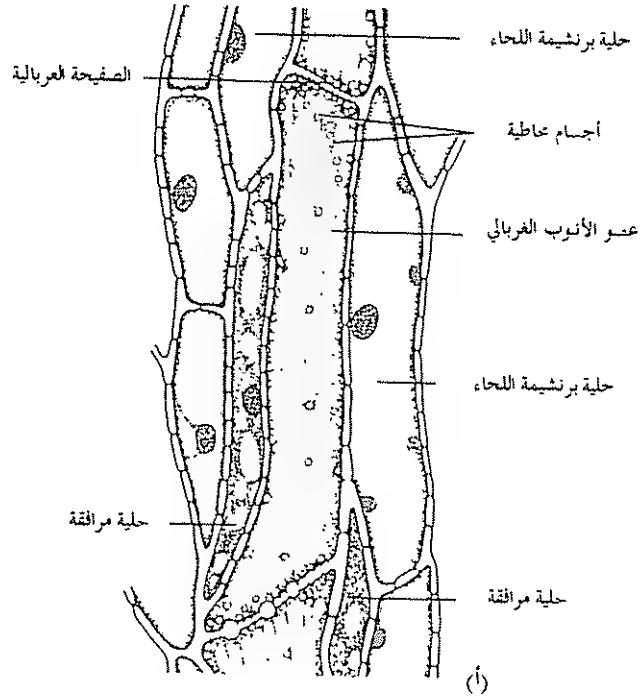 خلية برنشيمة اللحاء
الصفيحة الغربالية
أجسام مخاطية
عضو الأنبوب الغربالي
خلية برنشيمة اللحاء
خلية مرافقة
خلية مرافقة
(أ)